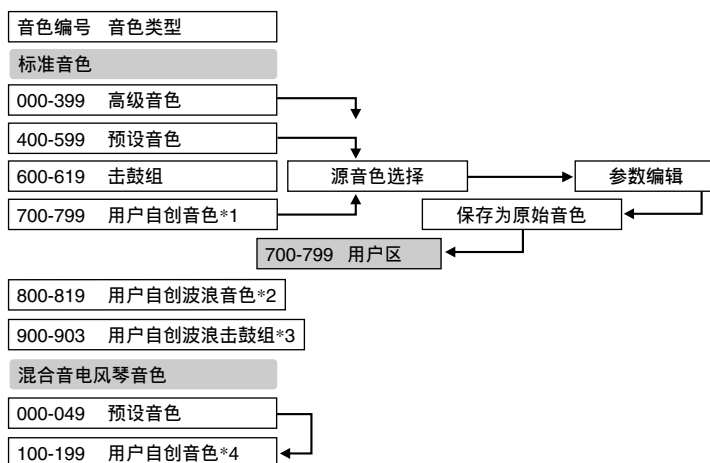 音色编号 音色类型
标准音色
000-399 高级音色
400-599 预设音色
600-619 击鼓组
源音色选择
参数编辑
700-799 用户自创音色*1
保存为原始音色
700-799 用户区
800-819 用户自创波浪音色*2
900-903 用户自创波浪击鼓组*3
混合音电风琴音色
000-049 预设音色
100-199 用户自创音色*4